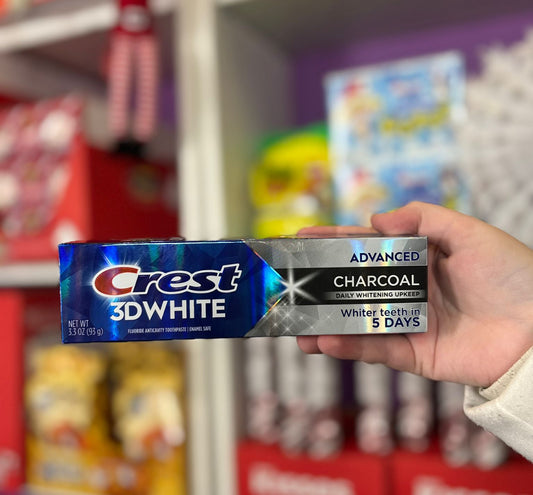 Crest
3DWHITE
NET WT
3.3 OZ (93 g)
FLUORIDE ANTICAVITY TOOTHPASTE | ENAMEL SAFE
ADVANCED
CHARCOAL
DAILY WHITENING UPKEEP
Whiter teeth in
5 DAYS